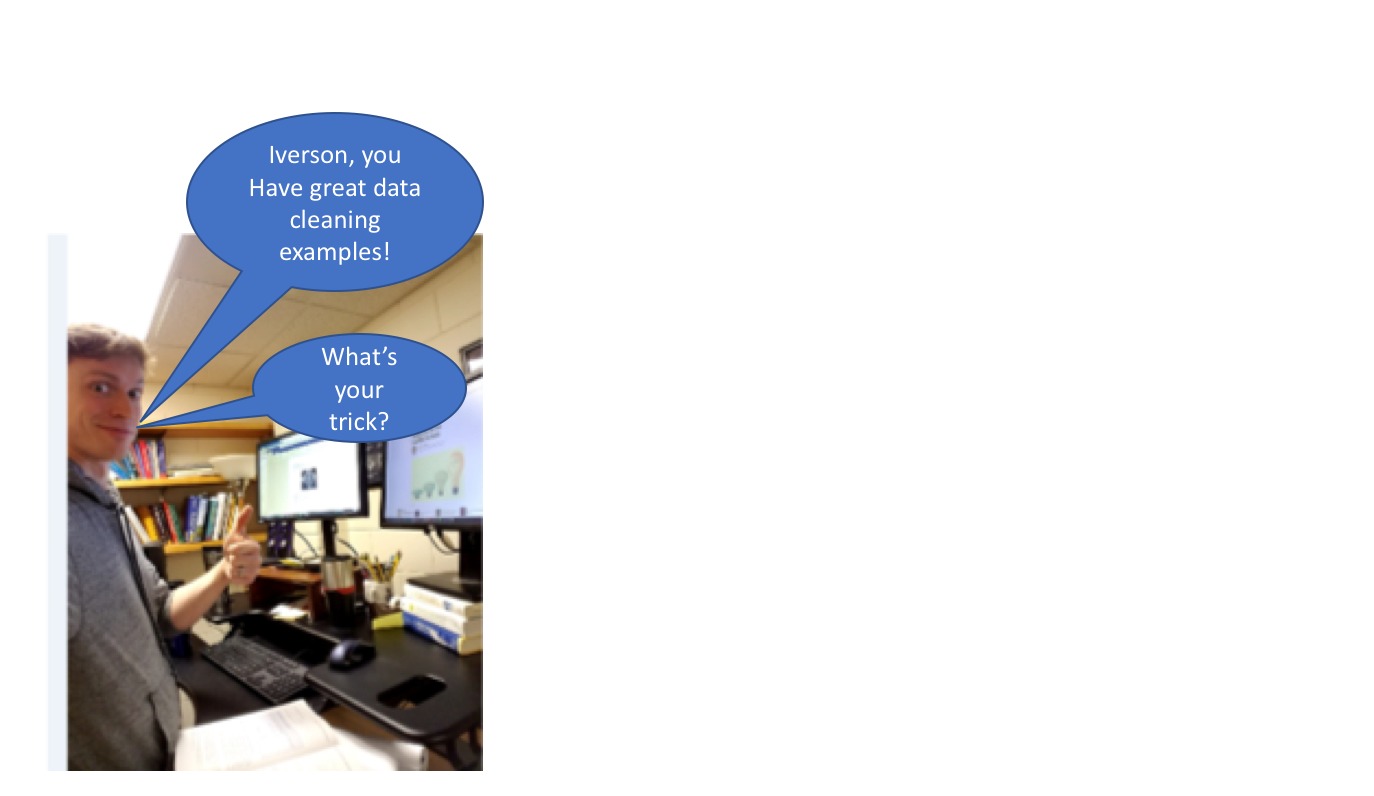 Iverson, you
Have great data
cleaning
examples!
What’s
your
trick?